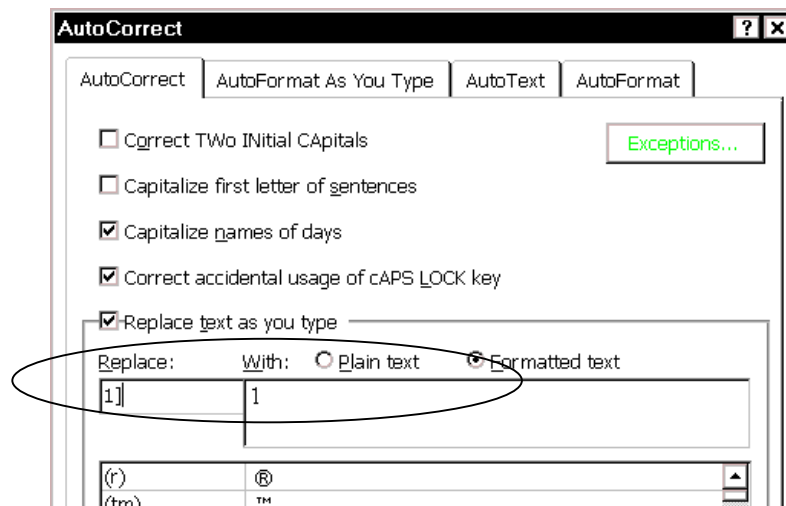 AutoCorrect
AutoCorrect AutoFormat As You Type AutoText AutoFormat
Correct TWo INitial CApitals Exceptions...
Capitalize first letter of sentences
Capitalize names of days
Correct accidental usage of cAPS LOCK key
Replace text as you type
Replace: With: Plain text Formatted text
1] 1
(r) ®
(tm) ™